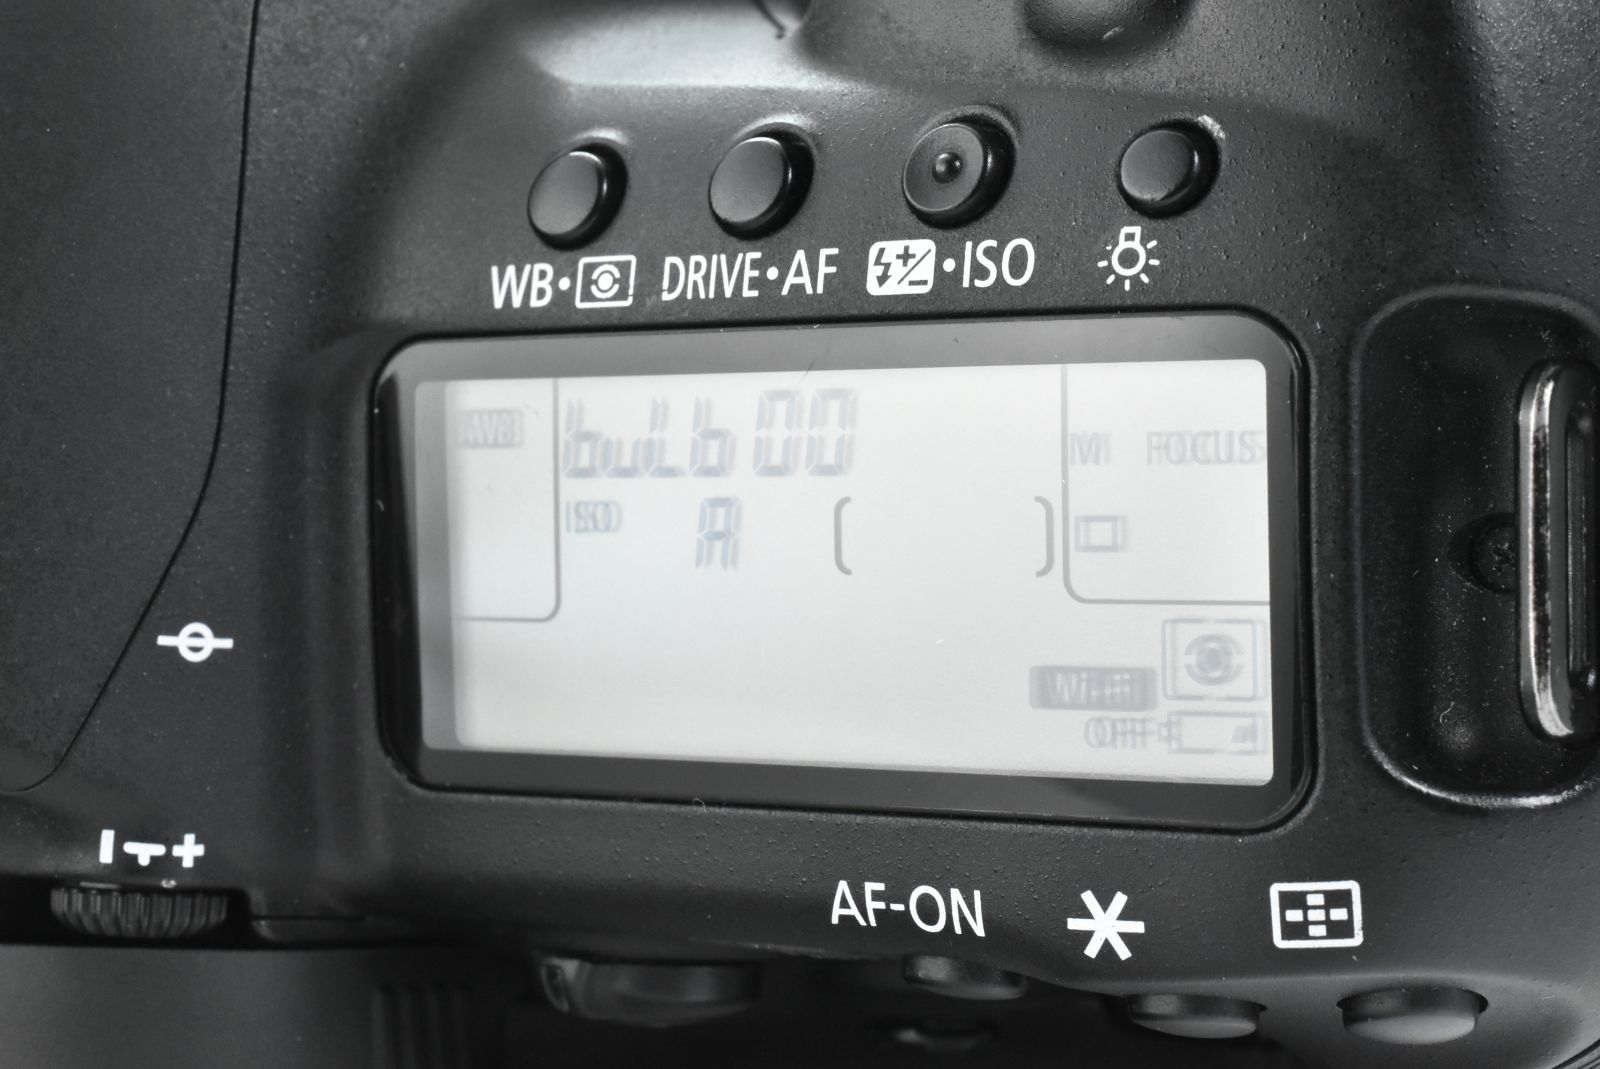 WB•
DRIVE•AF
•ISO
AWB
buLb 00
M FOCUS
ISO A
Wi-Fi
OFF
AF-ON